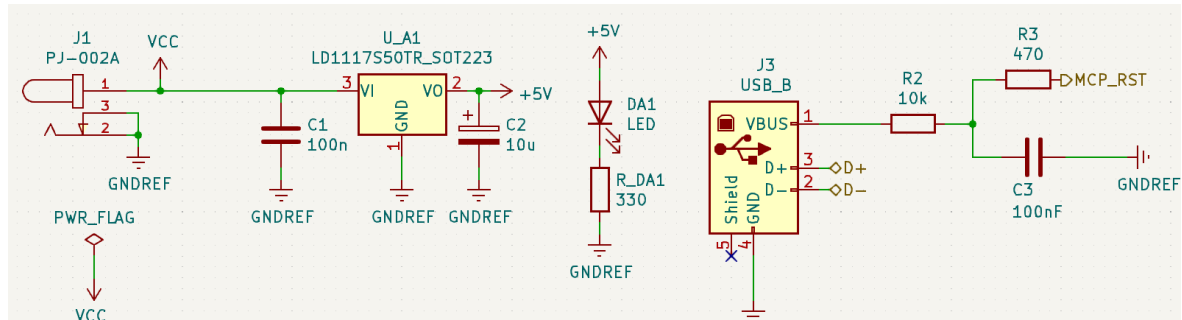 J1
PJ-002A
1
3
2
GNDREF
VCC
PWR_FLAG
VCC
C1
100n
GNDREF
U_A1
LD1117S50TR_SOT223
3
VI
VO
2
GND
1
GNDREF
+5V
+
C2
10u
GNDREF
+5V
DA1
LED
R_DA1
330
GNDREF
J3
USB_B
VBUS
1
D+
3
D+
D-
2
D-
Shield
GND
5
4
R2
10k
R3
470
MCP_RST
C3
100nF
GNDREF